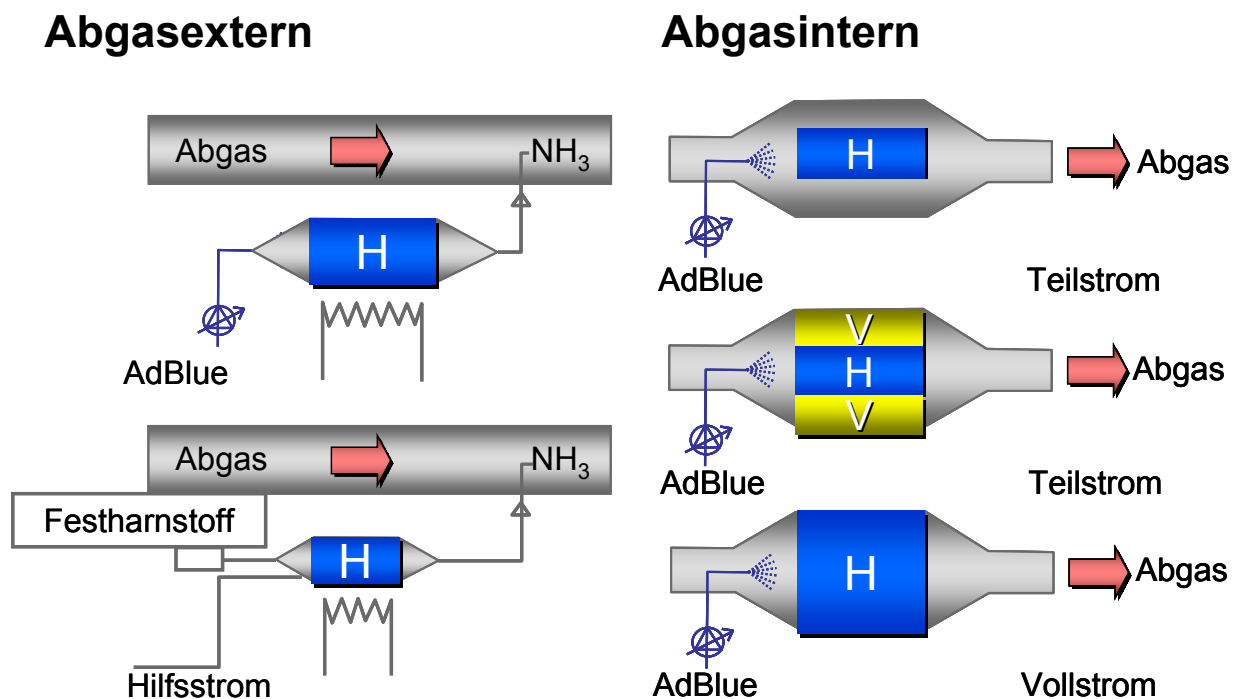 Abgasextern
Abgas
NH₃
H
AdBlue
Abgas
NH₃
Festharnstoff
H
Hilfsstrom
Abgasintern
H
Abgas
AdBlue
Teilstrom
V
H
V
Abgas
AdBlue
Teilstrom
H
Abgas
AdBlue
Vollstrom